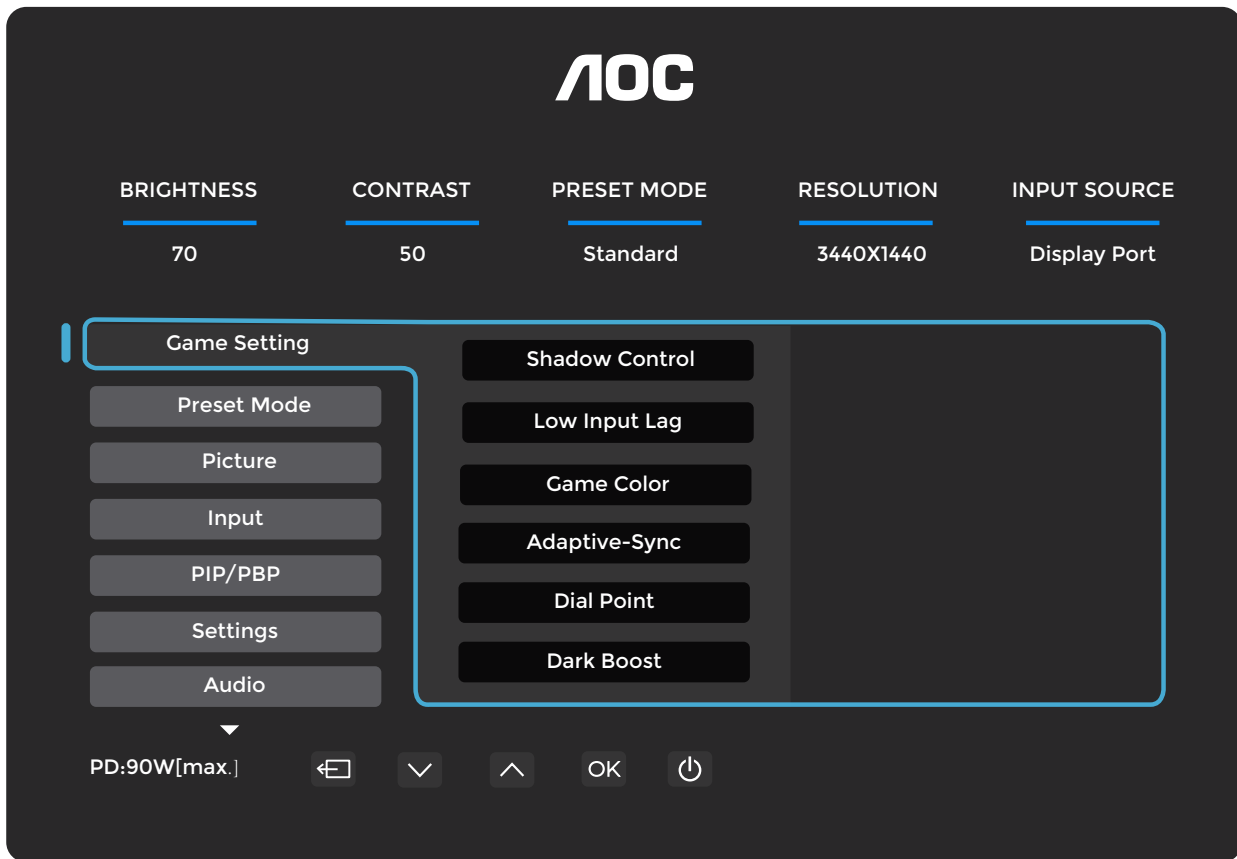 AOC
BRIGHTNESS CONTRAST PRESET MODE RESOLUTION INPUT SOURCE
70 50 Standard 3440X1440 Display Port
Game Setting
Preset Mode
Picture
Input
PIP/PBP
Settings
Audio
Shadow Control
Low Input Lag
Game Color
Adaptive-Sync
Dial Point
Dark Boost
PD:90W[max.] OK